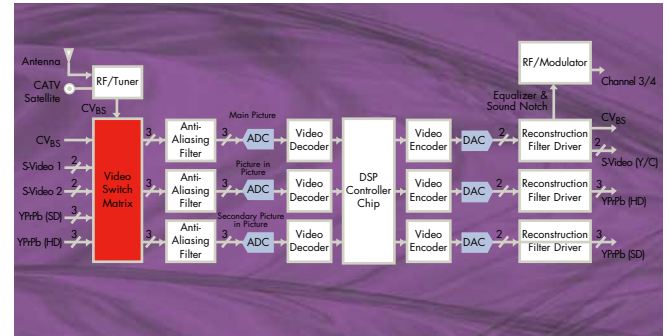 Antenna
CATV
Satellite
RF/Tuner
CVBS
CVBS
S-Video 1
2
S-Video 2
2
YPrPb (SD)
3
YPrPb (HD)
3
Video
Switch
Matrix
3
Anti-
Aliasing
Filter
3
Main Picture
ADC
Video
Decoder
3
Anti-
Aliasing
Filter
3
Picture in
Picture
ADC
Video
Decoder
3
Anti-
Aliasing
Filter
3
Secondary Picture
in Picture
ADC
Video
Decoder
DSP
Controller
Chip
Video
Encoder
DAC
2
Reconstruction
Filter Driver
Video
Encoder
DAC
2
Reconstruction
Filter Driver
Video
Encoder
DAC
2
Reconstruction
Filter Driver
RF/Modulator
Channel 3/4
Equalizer &
Sound Notch
CVBS
2
S-Video (Y/C)
3
YPrPb (HD)
3
YPrPb (SD)